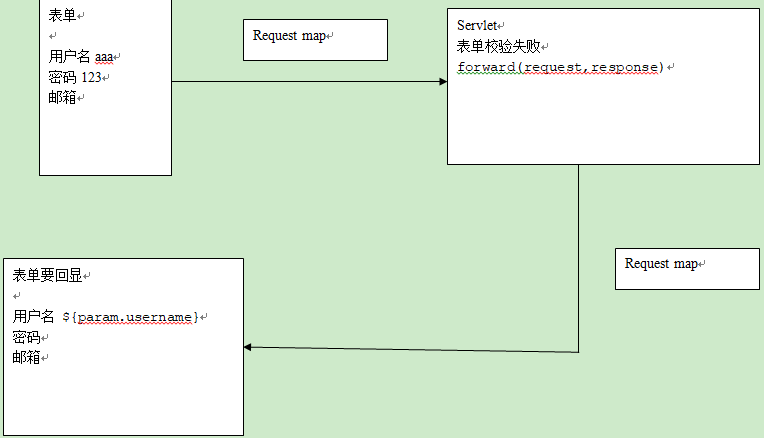 表单
用户名 aaa
密码 123
邮箱
Request map
Servlet
表单校验失败
forward(request,response)
Request map
表单要回显
用户名 ${param.username}
密码
邮箱